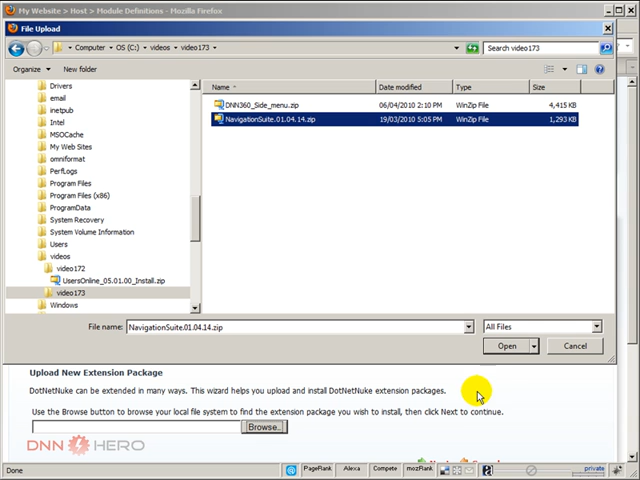 My Website > Host > Module Definitions - Mozilla Firefox
File Upload
Computer ▸ OS (C:) ▸ videos ▸ video173
Search video173
Organize
New folder
Name
Date modified
Type
Size
Drivers
email
inetpub
Intel
MSOCache
My Web Sites
omniformat
PerfLogs
Program Files
Program Files (x86)
ProgramData
System Recovery
System Volume Information
Users
videos
video172
UsersOnline_05.01.00_Install.zip
video173
Windows
DNN360_Side_menu.zip 06/04/2010 2:10 PM WinZip File 4,415 KB
NavigationSuite.01.04.14.zip 19/03/2010 5:05 PM WinZip File 1,293 KB
File name: NavigationSuite.01.04.14.zip
All Files
Open
Cancel
Upload New Extension Package
DotNetNuke can be extended in many ways. This wizard helps you upload and install DotNetNuke extension packages.
Use the Browse button to browse your local file system to find the extension package you wish to install, then click Next to continue.
Browse...
DNN HERO
Done
PageRank
Alexa
Compete
mozRank
private